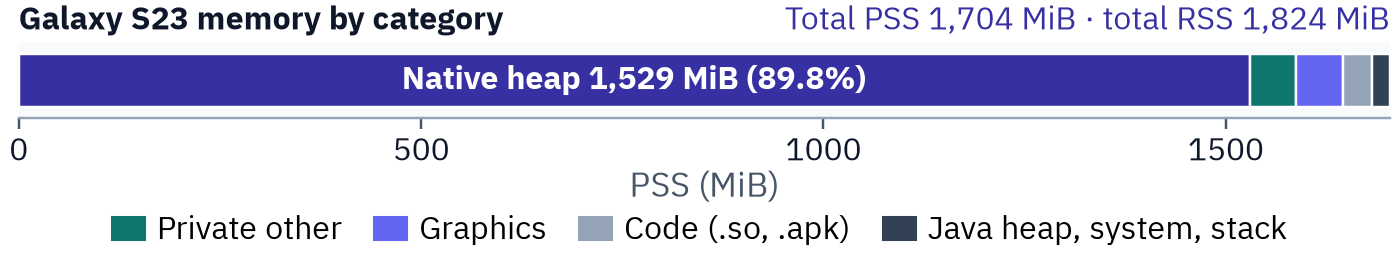 Galaxy S23 memory by category
Total PSS 1,704 MiB · total RSS 1,824 MiB
Native heap 1,529 MiB (89.8%)
0 500 1000 1500
PSS (MiB)
Private other Graphics Code (.so, .apk) Java heap, system, stack